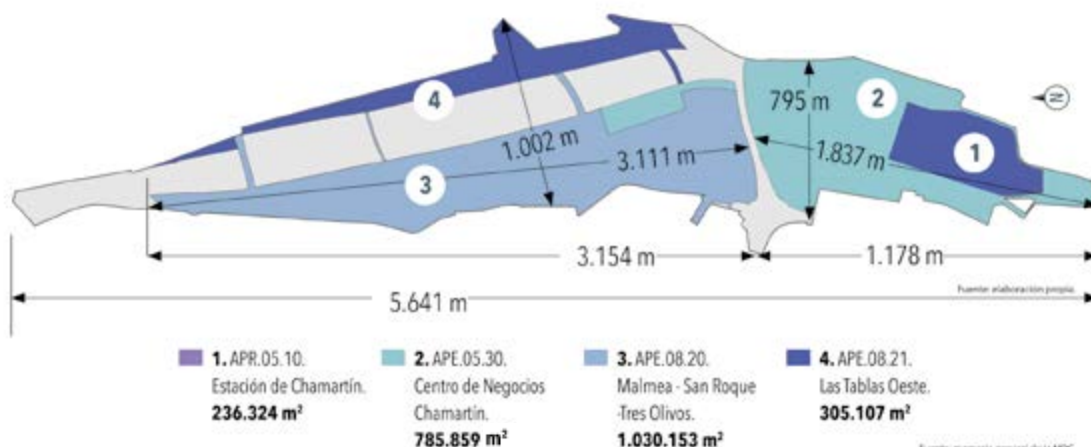 4
1.002 m
3
3.111 m
795 m
2
1.837 m
1
N
3.154 m
1.178 m
Fuente: elaboración propia.
5.641 m
1. APR.05.10.
Estación de Chamartín.
236.324 m²
2. APE.05.30.
Centro de Negocios
Chamartín.
785.859 m²
3. APE.08.20.
Malmea - San Roque
-Tres Olivos.
1.030.153 m²
4. APE.08.21.
Las Tablas Oeste.
305.107 m²